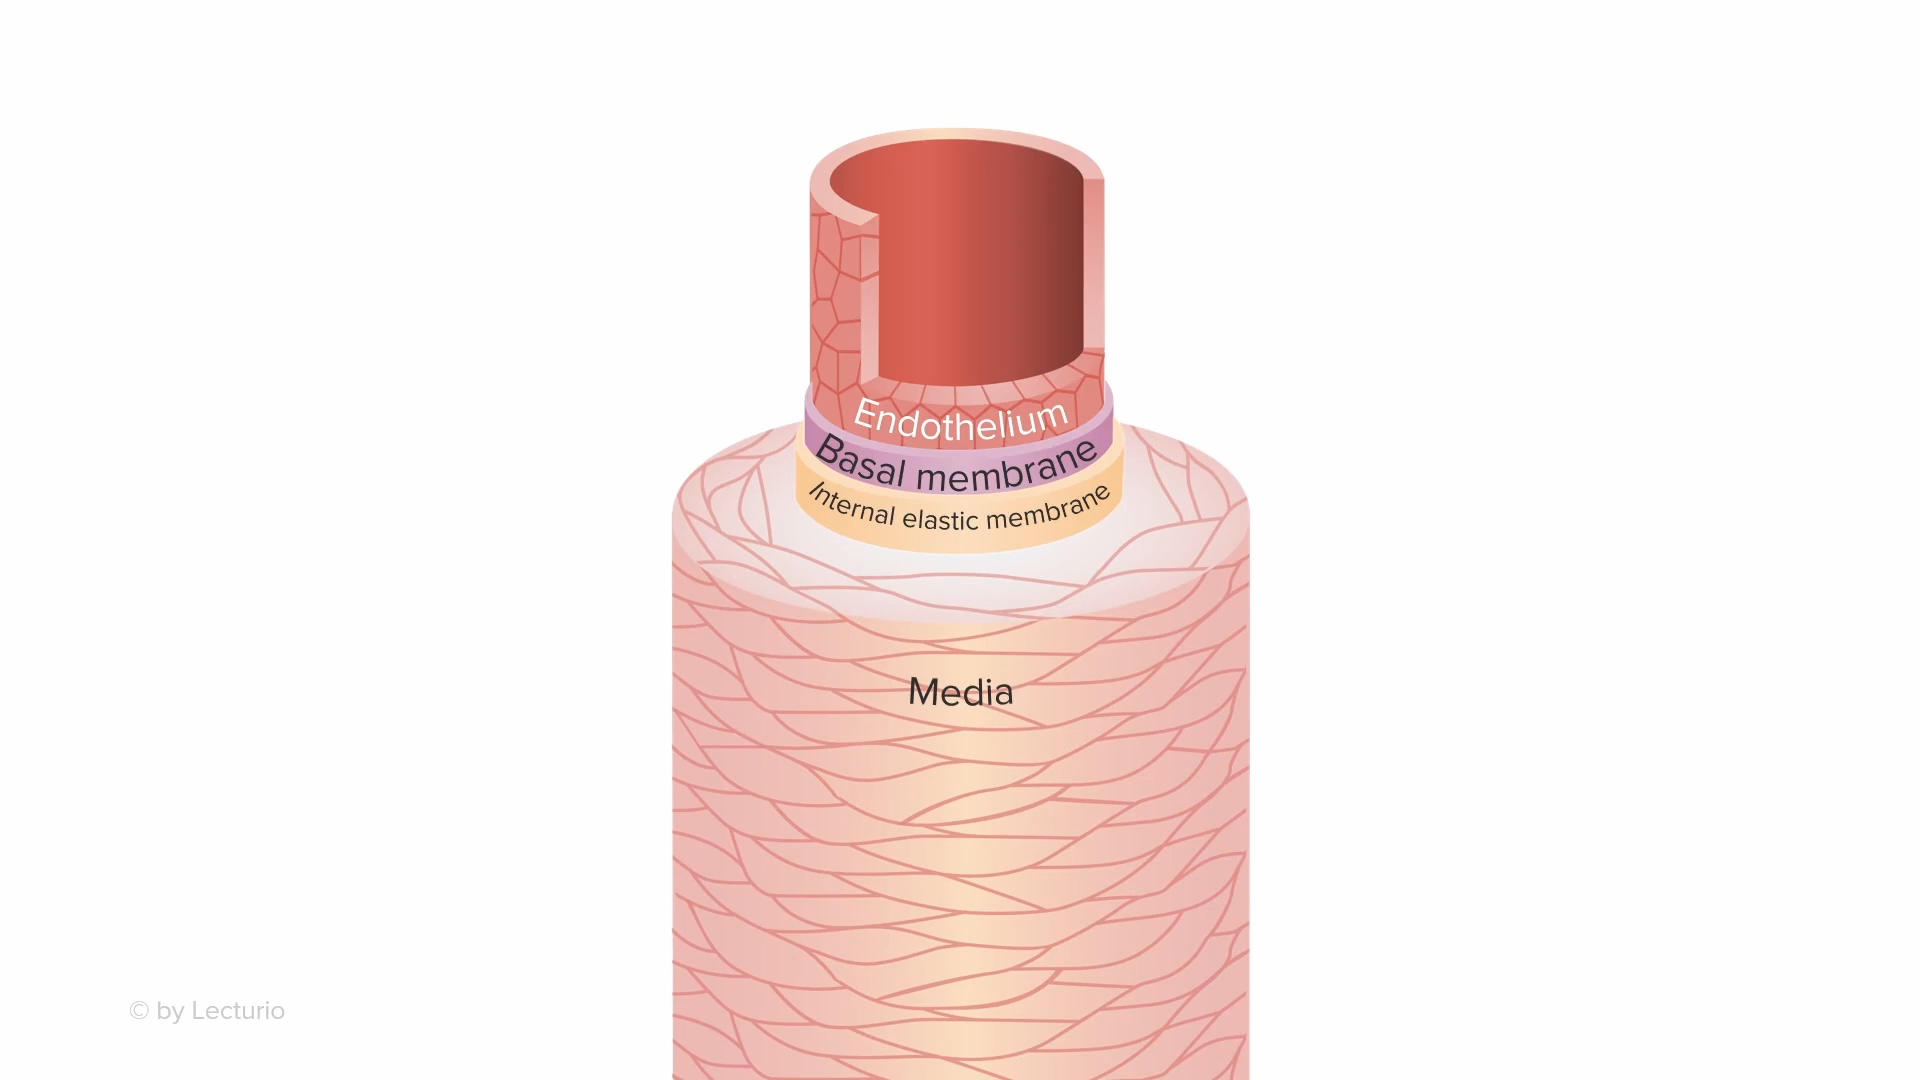 Endothelium
Basal membrane
Internal elastic membrane
Media
© by Lecturio